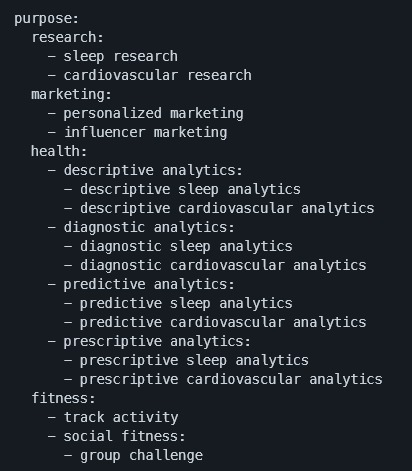 purpose:
  research:
    – sleep research
    – cardiovascular research
  marketing:
    – personalized marketing
    – influencer marketing
  health:
    – descriptive analytics:
      – descriptive sleep analytics
      – descriptive cardiovascular analytics
    – diagnostic analytics:
      – diagnostic sleep analytics
      – diagnostic cardiovascular analytics
    – predictive analytics:
      – predictive sleep analytics
      – predictive cardiovascular analytics
    – prescriptive analytics:
      – prescriptive sleep analytics
      – prescriptive cardiovascular analytics
  fitness:
    – track activity
    – social fitness:
      – group challenge